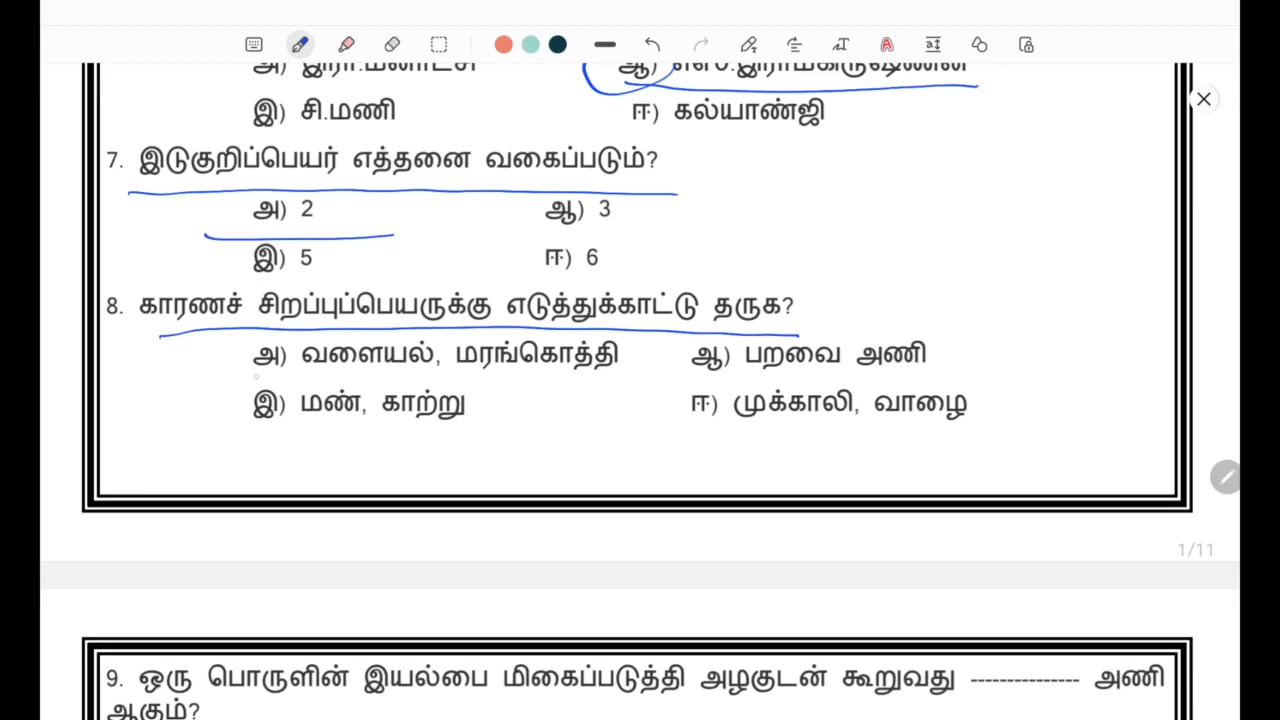 இ) சி.மணி ஈ) கல்யாண்ஜி
7. இடுகுறிப்பெயர் எத்தனை வகைப்படும்?
அ) 2 ஆ) 3
இ) 5 ஈ) 6
8. காரணச் சிறப்புப்பெயருக்கு எடுத்துக்காட்டு தருக?
அ) வளையல், மரங்கொத்தி ஆ) பறவை அணி
இ) மண், காற்று ஈ) முக்காலி, வாழை
1/11
9. ஒரு பொருளின் இயல்பை மிகைப்படுத்தி அழகுடன் கூறுவது --------------- அணி
ஆகும்?